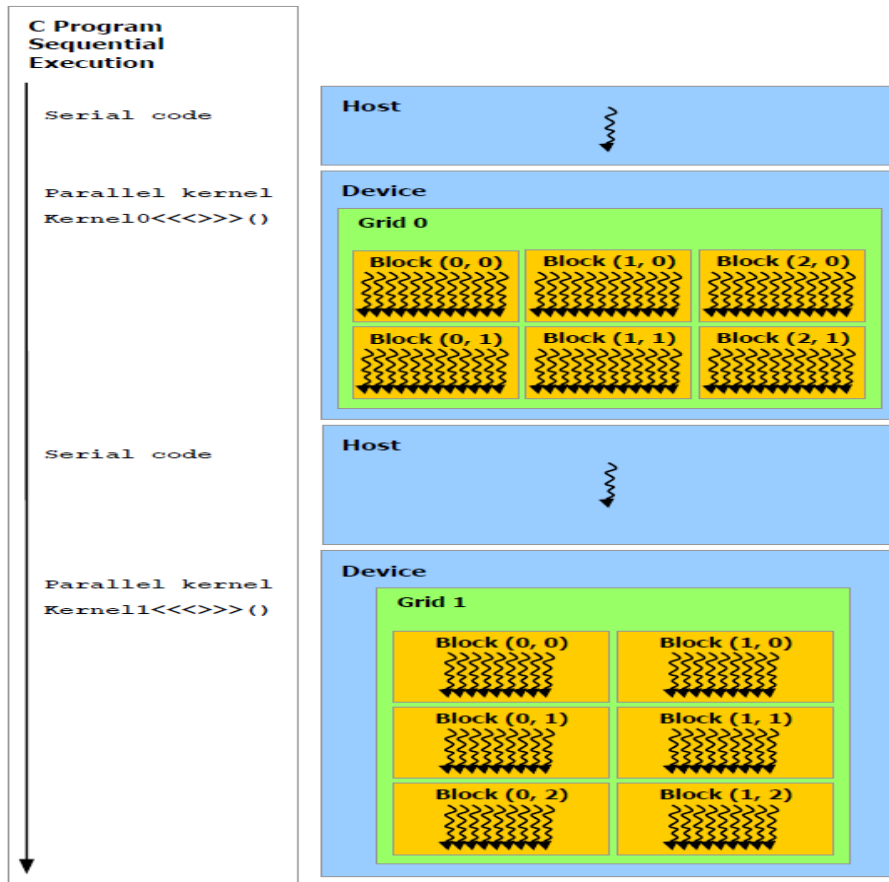 C Program
Sequential
Execution
Serial code
Host
Parallel kernel
Kernel0<<<>>>()
Device
Grid 0
Block (0, 0)
Block (1, 0)
Block (2, 0)
Block (0, 1)
Block (1, 1)
Block (2, 1)
Serial code
Host
Parallel kernel
Kernel1<<<>>>()
Device
Grid 1
Block (0, 0)
Block (1, 0)
Block (0, 1)
Block (1, 1)
Block (0, 2)
Block (1, 2)